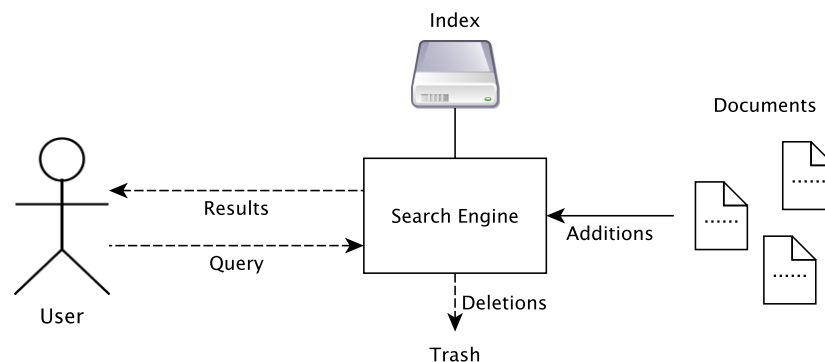 Index
Documents
Results
Search Engine
Additions
Query
Deletions
User
Trash